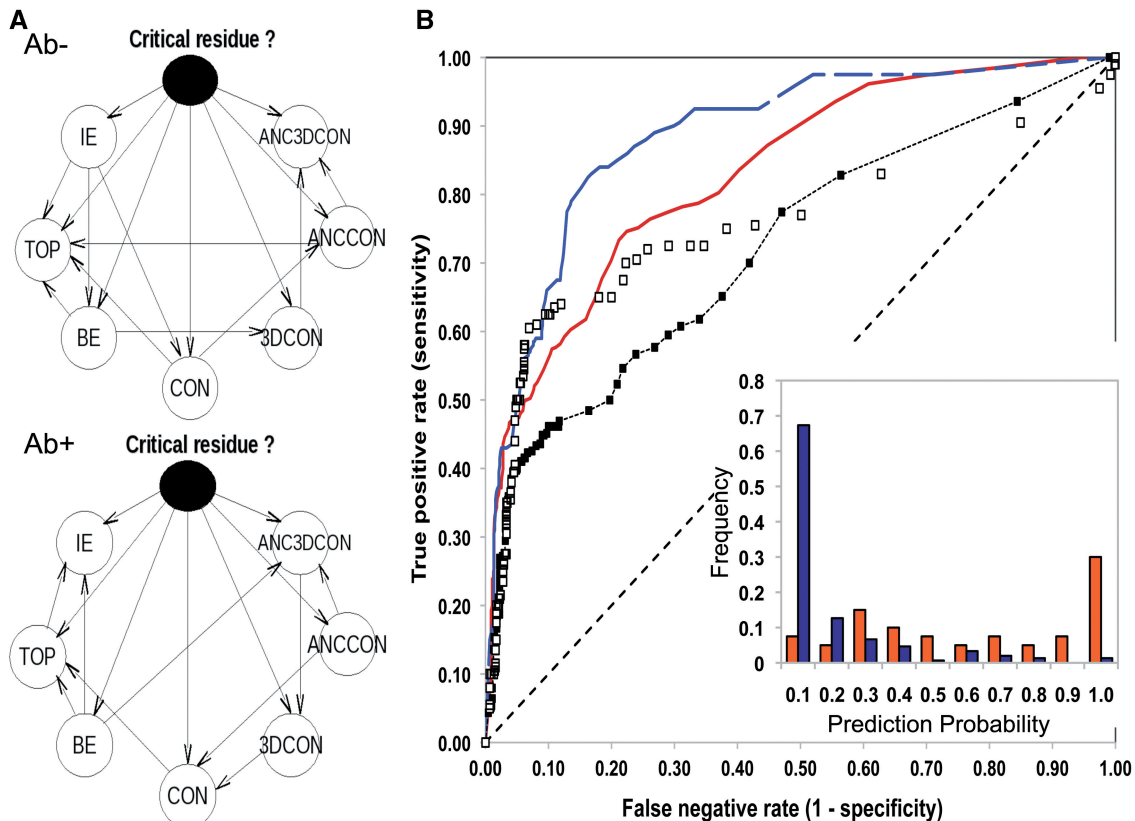 A
Ab-
Critical residue ?
IE
ANC3DCON
TOP
ANCCON
BE
3DCON
CON
Ab+
Critical residue ?
IE
ANC3DCON
TOP
ANCCON
BE
3DCON
CON
B
True positive rate (sensitivity)
1.00
0.90
0.80
0.70
0.60
0.50
0.40
0.30
0.20
0.10
0.00
0.00 0.10 0.20 0.30 0.40 0.50 0.60 0.70 0.80 0.90 1.00
False negative rate (1 - specificity)
Frequency
0.8
0.7
0.6
0.5
0.4
0.3
0.2
0.1
0
0.1 0.2 0.3 0.4 0.5 0.6 0.7 0.8 0.9 1.0
Prediction Probability